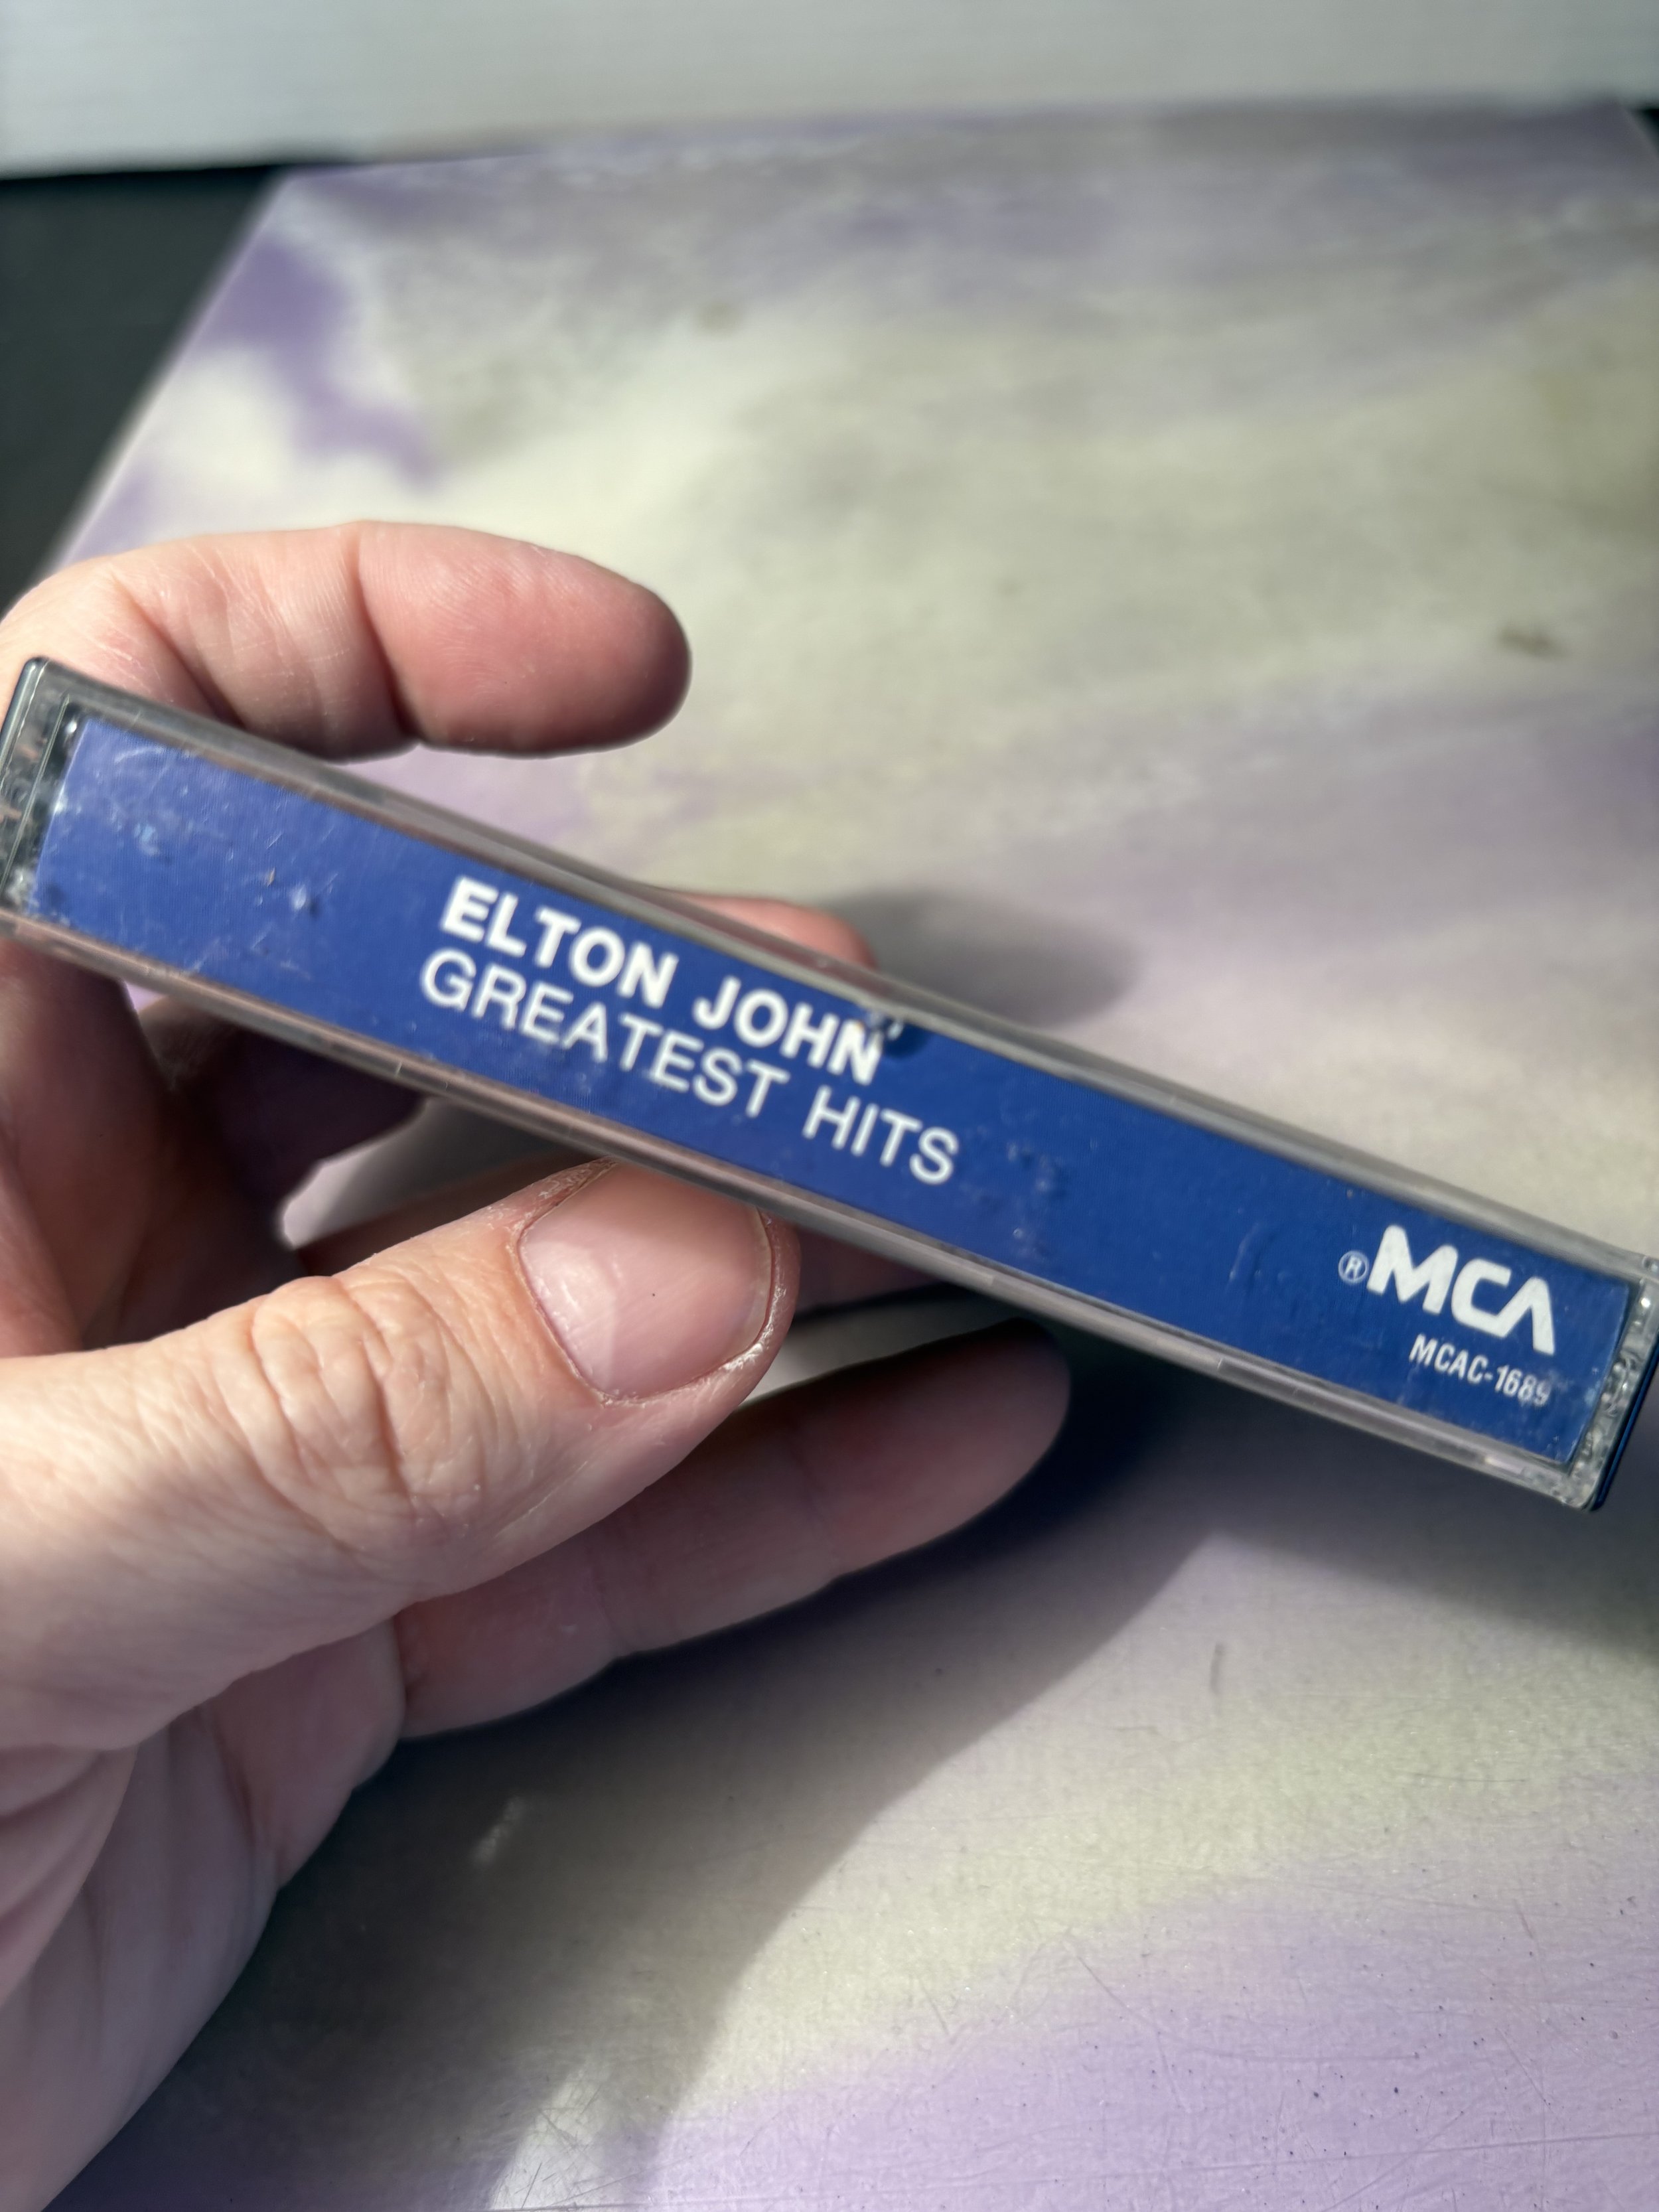 ELTON JOHN
GREATEST HITS
®MCA
MCAC-1689